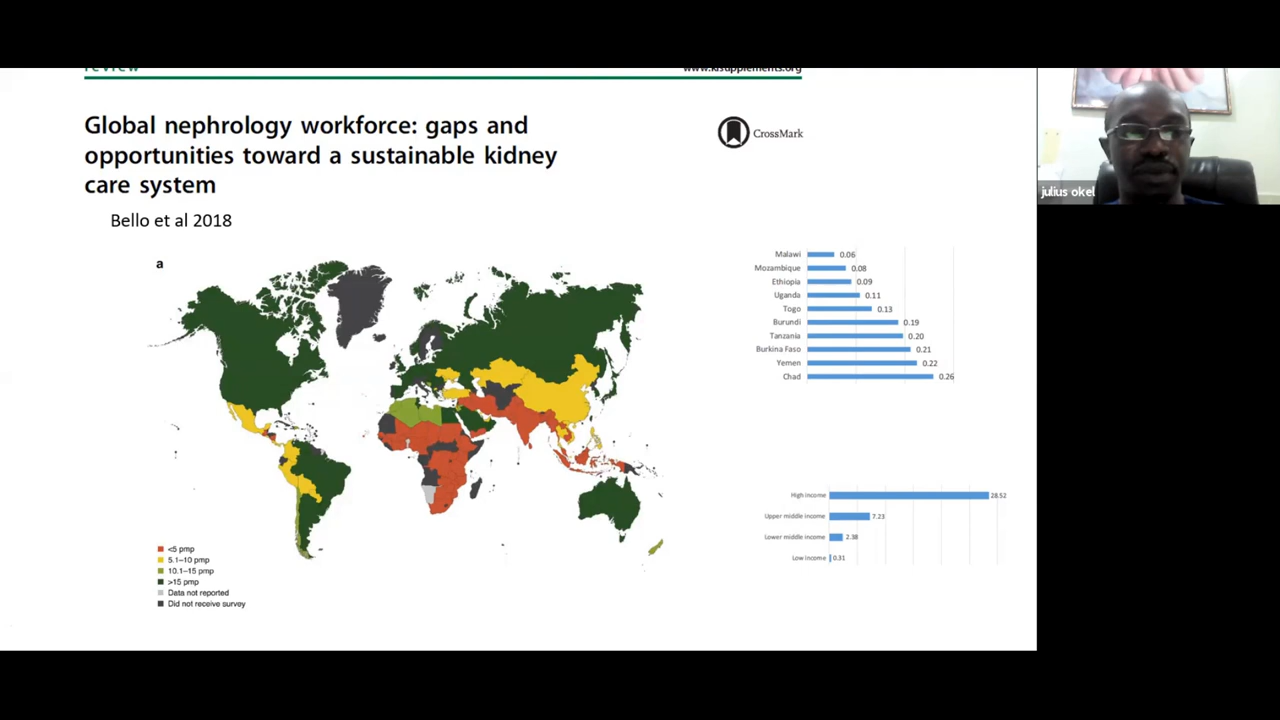 review
www.kisupplements.org
Global nephrology workforce: gaps and
opportunities toward a sustainable kidney
care system
CrossMark
Bello et al 2018
julius okel
a
<5 pmp
5.1–10 pmp
10.1–15 pmp
>15 pmp
Data not reported
Did not receive survey
Malawi 0.06
Mozambique 0.08
Ethiopia 0.09
Uganda 0.11
Togo 0.13
Burundi 0.19
Tanzania 0.20
Burkina Faso 0.21
Yemen 0.22
Chad 0.26
High income 28.52
Upper middle income 7.23
Lower middle income 2.38
Low income 0.31